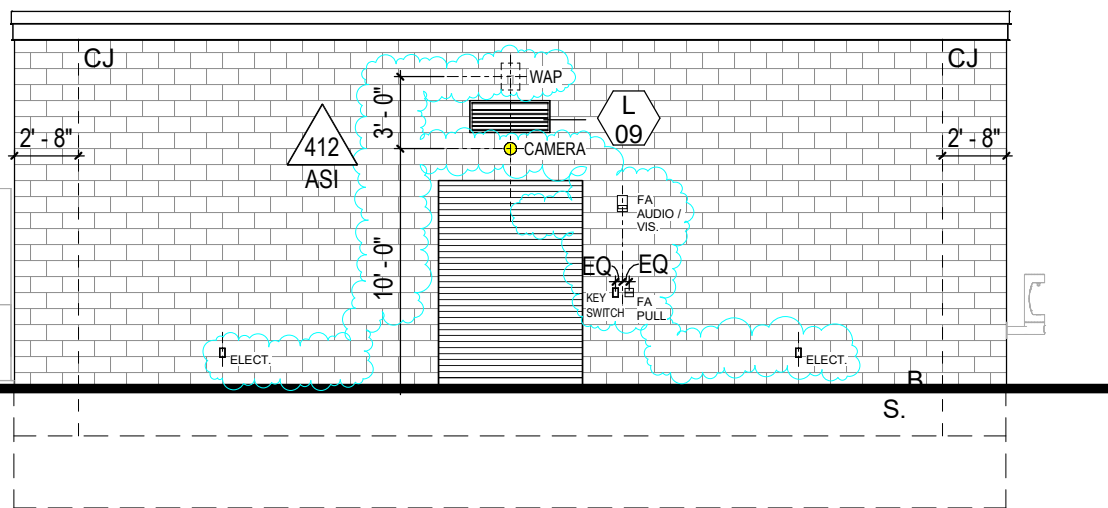 CJ
CJ
WAP
3' - 0"
L
09
2' - 8"
2' - 8"
412
ASI
CAMERA
FA
AUDIO /
VIS.
10' - 0"
EQ
EQ
KEY
SWITCH
FA
PULL
ELECT.
ELECT.
B.
S.